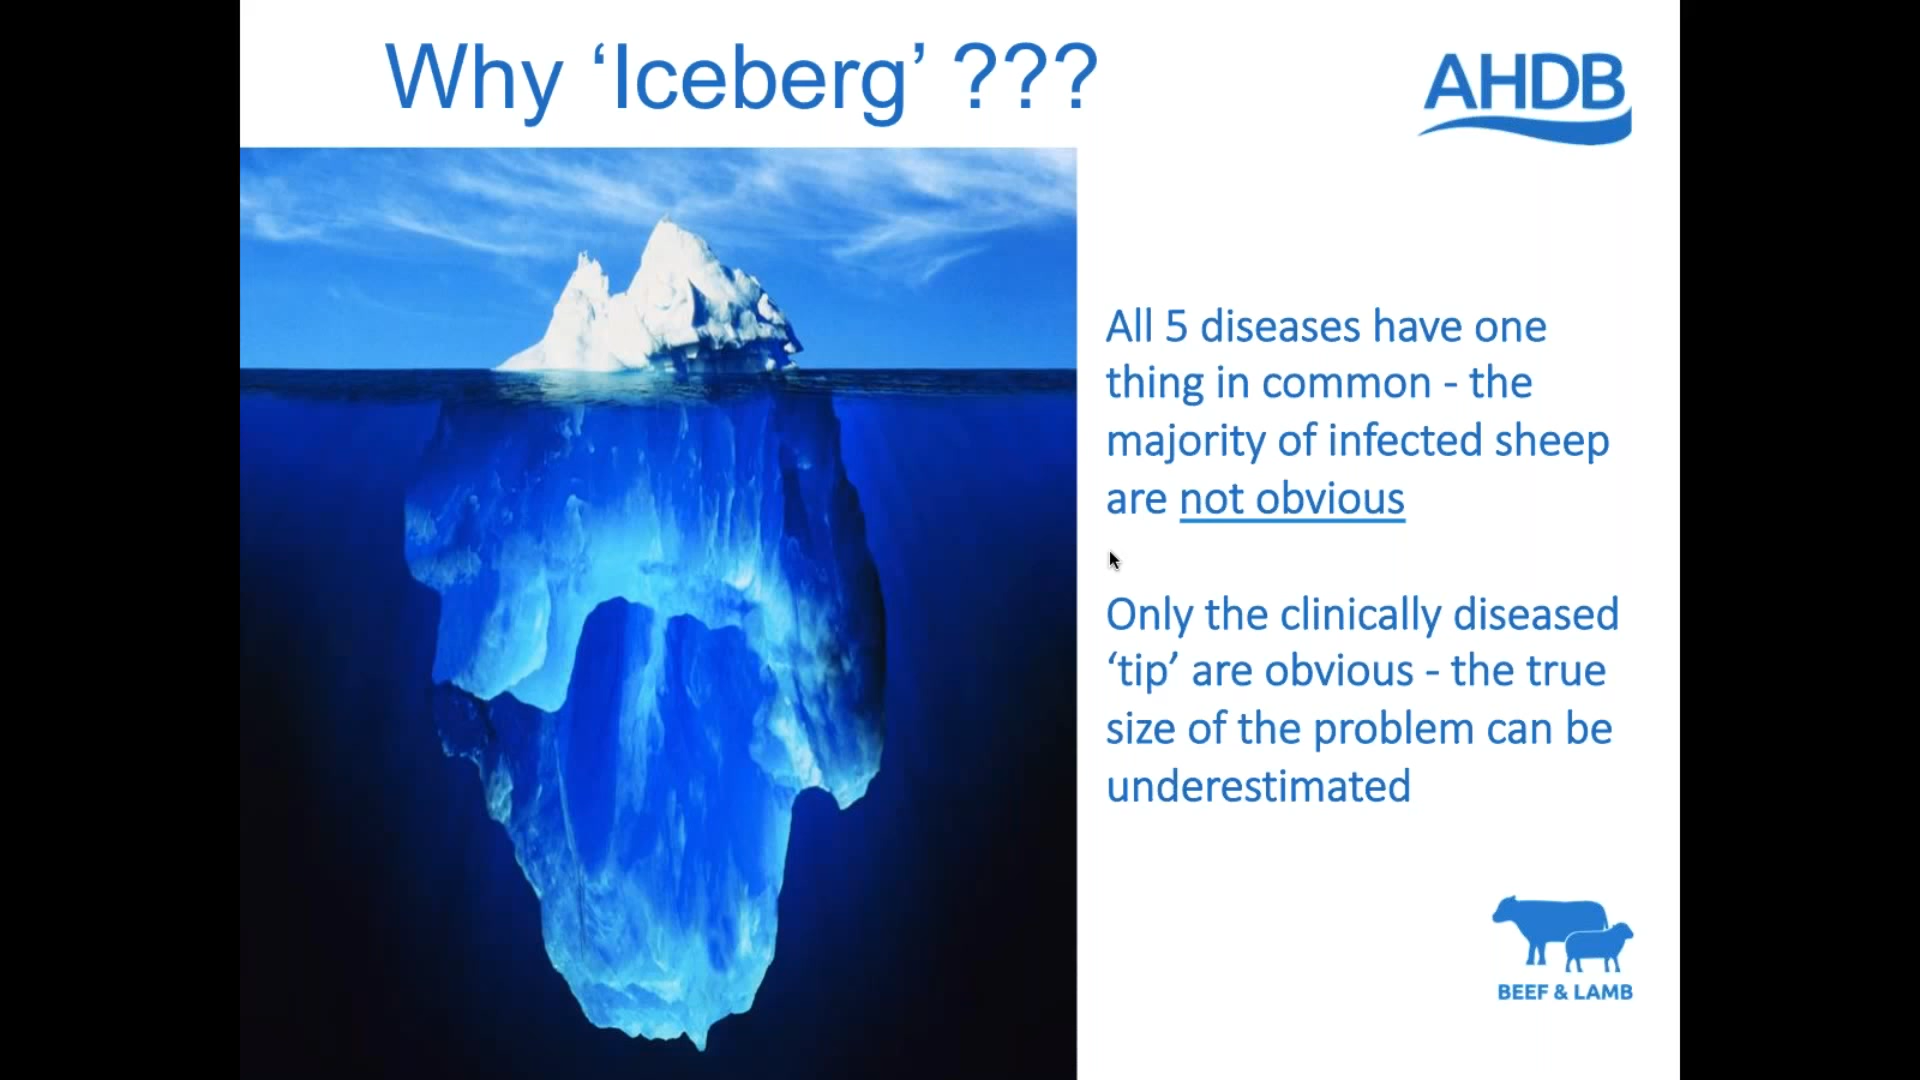 Why ‘Iceberg’ ???
AHDB
All 5 diseases have one
thing in common - the
majority of infected sheep
are not obvious
Only the clinically diseased
‘tip’ are obvious - the true
size of the problem can be
underestimated
BEEF & LAMB